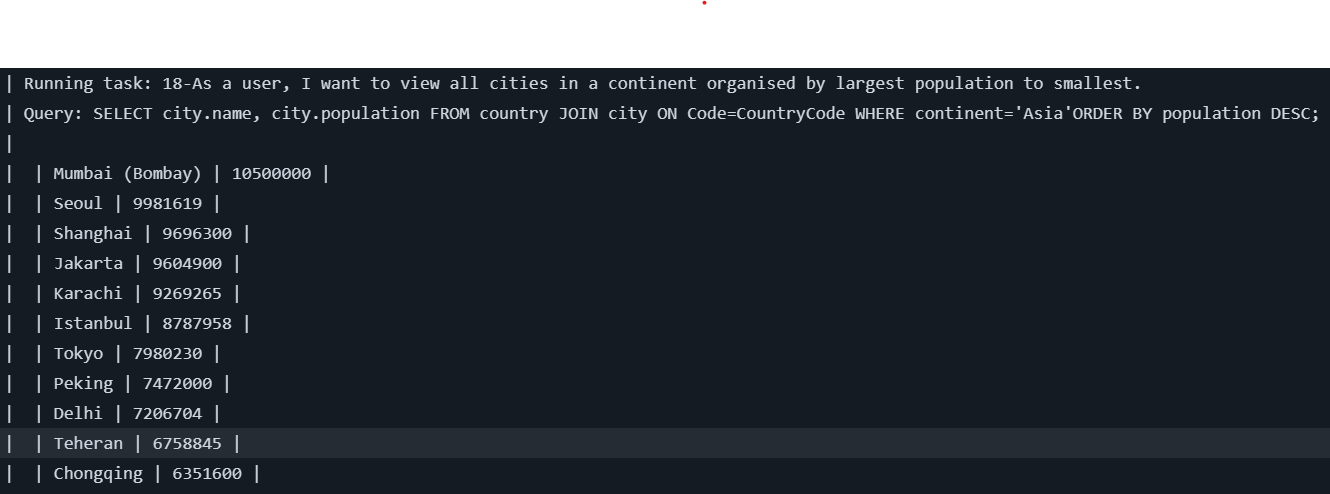 | Running task: 18-As a user, I want to view all cities in a continent organised by largest population to smallest.
| Query: SELECT city.name, city.population FROM country JOIN city ON Code=CountryCode WHERE continent='Asia'ORDER BY population DESC;
|
|  | Mumbai (Bombay) | 10500000 |
|  | Seoul | 9981619 |
|  | Shanghai | 9696300 |
|  | Jakarta | 9604900 |
|  | Karachi | 9269265 |
|  | Istanbul | 8787958 |
|  | Tokyo | 7980230 |
|  | Peking | 7472000 |
|  | Delhi | 7206704 |
|  | Teheran | 6758845 |
|  | Chongqing | 6351600 |